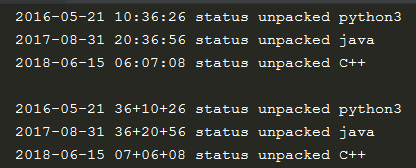 2016-05-21 10:36:26 status unpacked python3
2017-08-31 20:36:56 status unpacked java
2018-06-15 06:07:08 status unpacked C++
2016-05-21 36+10+26 status unpacked python3
2017-08-31 36+20+56 status unpacked java
2018-06-15 07+06+08 status unpacked C++